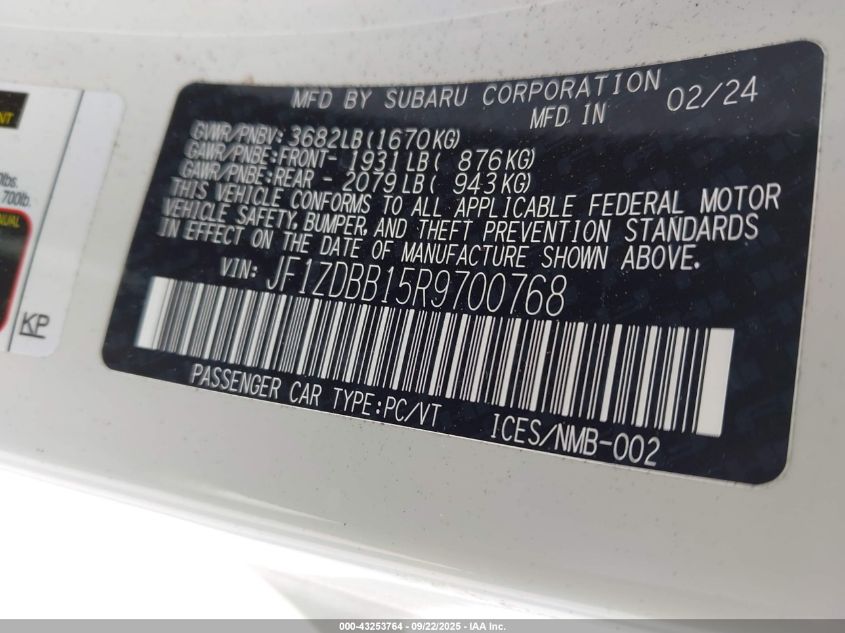 MFD BY SUBARU CORPORATION
MFD IN 02/24
GVWR/PNBV: 3682LB(1670KG)
GAWR/PNBE:FRONT- 1931LB( 876KG)
GAWR/PNBE:REAR - 2079LB( 943KG)
THIS VEHICLE CONFORMS TO ALL APPLICABLE FEDERAL MOTOR
VEHICLE SAFETY, BUMPER, AND THEFT PREVENTION STANDARDS
IN EFFECT ON THE DATE OF MANUFACTURE SHOWN ABOVE.
VIN: JF1ZDBB15R9700768
PASSENGER CAR TYPE:PC/VT
ICES/NMB-002
700lb.
KP
000-43253764 - 09/22/2025 - IAA Inc.